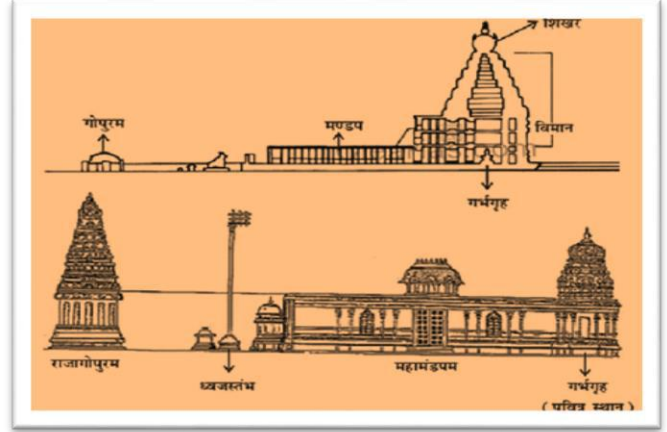 शिखर
गोपुरम
मण्डप
विमान
गर्भगृह
राजागोपुरम
ध्वजस्तंभ
महामंडपम
गर्भगृह
( पवित्र स्थान )